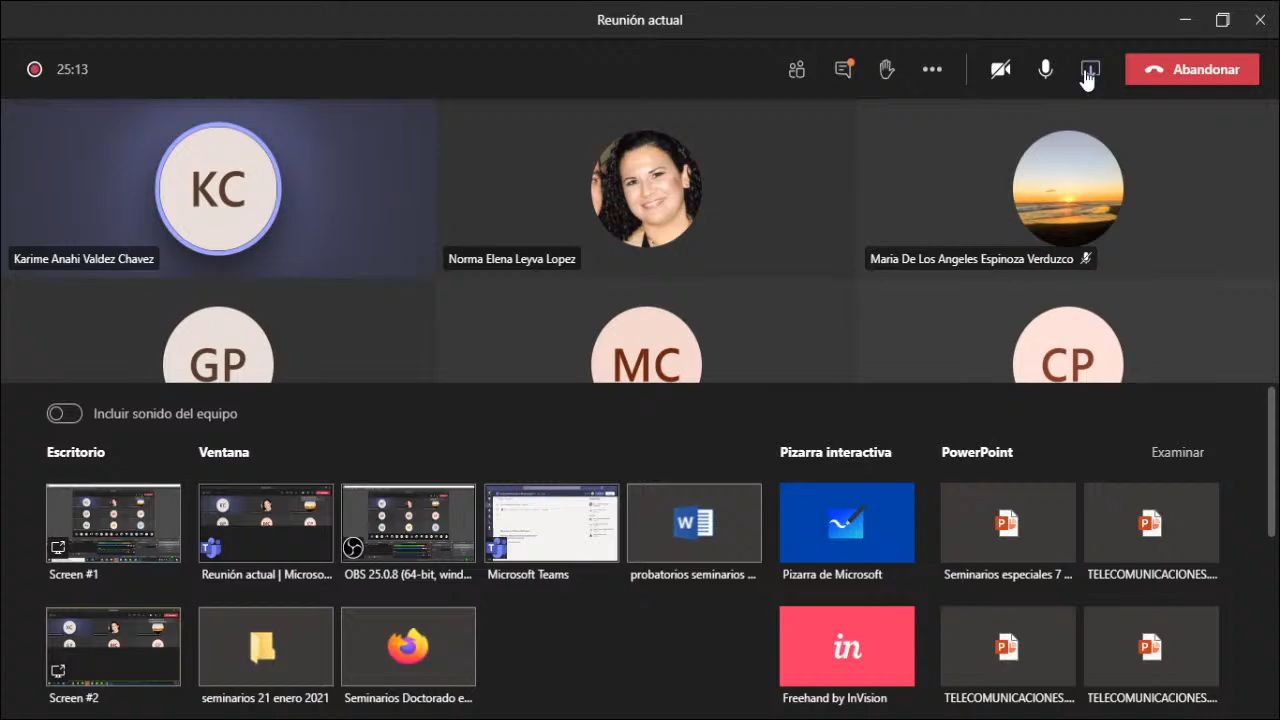 Reunión actual
25:13
Abandonar
KC
Karime Anahi Valdez Chavez
Norma Elena Leyva Lopez
Maria De Los Angeles Espinoza Verduzco
GP
MC
CP
Incluir sonido del equipo
Escritorio
Ventana
Pizarra interactiva
PowerPoint
Examinar
Screen #1
Reunión actual | Microso...
OBS 25.0.8 (64-bit, wind...
Microsoft Teams
probatorios seminarios ...
Pizarra de Microsoft
Seminarios especiales 7 ...
TELECOMUNICACIONES....
in
Screen #2
seminarios 21 enero 2021
Seminarios Doctorado e...
Freehand by InVision
TELECOMUNICACIONES....
TELECOMUNICACIONES....